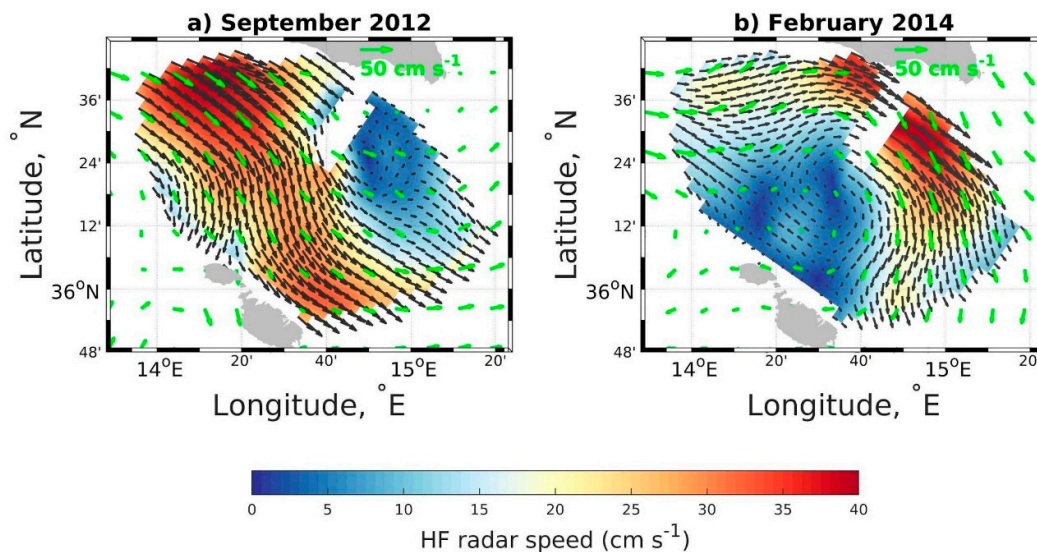 a) September 2012
50 cm s⁻¹
36'
24'
12'
36°N
48'
14°E
20'
40'
15°E
20'
Latitude, °N
Longitude, °E
b) February 2014
50 cm s⁻¹
36'
24'
12'
36°N
48'
14°E
20'
40'
15°E
20'
Latitude, °N
Longitude, °E
0 5 10 15 20 25 30 35 40
HF radar speed (cm s⁻¹)